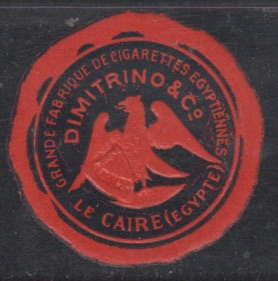 GRANDE FABRIQUE DE CIGARETTES EGYPTIENNES
DIMITRINO & Co
LE CAIRE (EGYPTE)